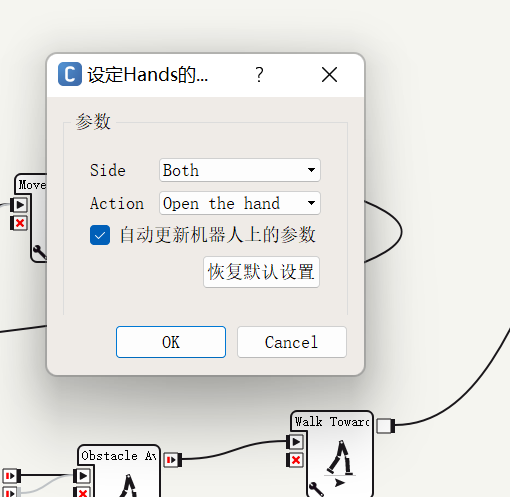 设定Hands的... ?
参数
Side Both
Action Open the hand
自动更新机器人上的参数
恢复默认设置
OK Cancel
Move
Walk Towarc
Obstacle Av